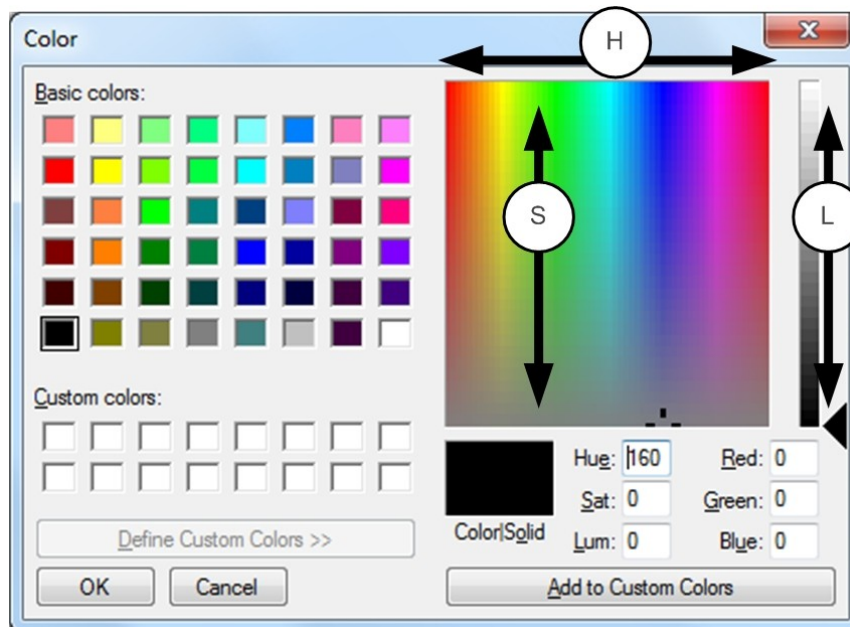 Color
H
Basic colors:
S
L
Custom colors:
Hue: 160 Red: 0
Sat: 0 Green: 0
Color|Solid
Lum: 0 Blue: 0
Define Custom Colors >>
OK Cancel Add to Custom Colors